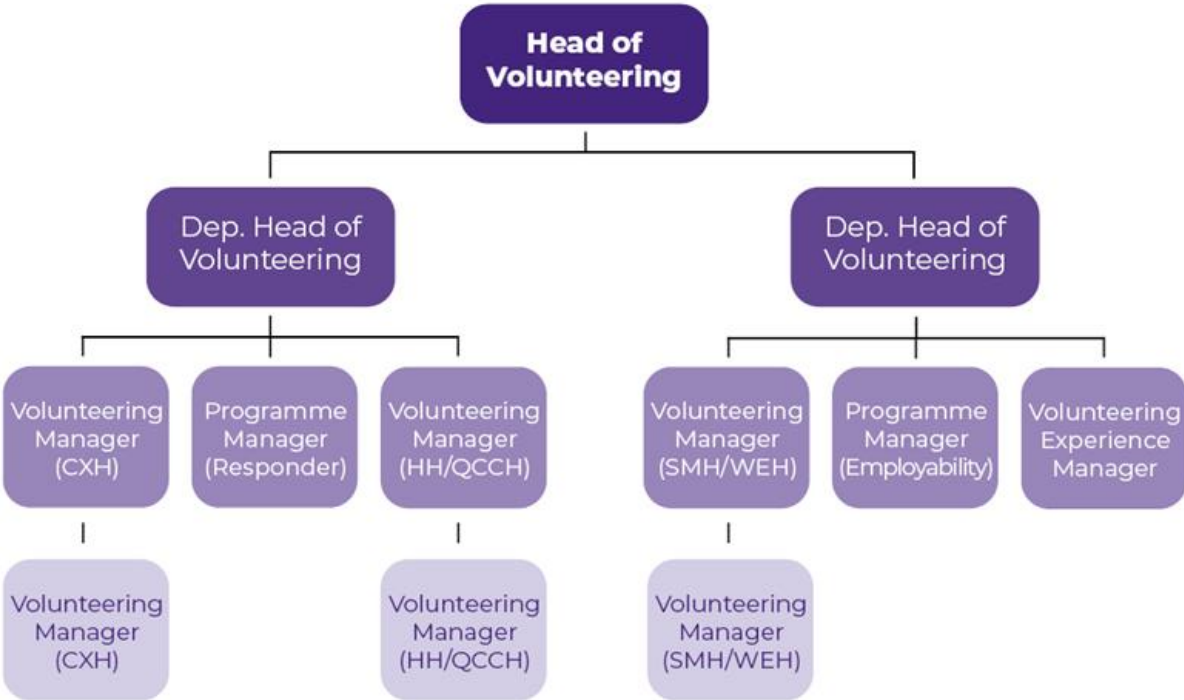 Head of
Volunteering
Dep. Head of
Volunteering
Dep. Head of
Volunteering
Volunteering
Manager
(CXH)
Programme
Manager
(Responder)
Volunteering
Manager
(HH/QCCH)
Volunteering
Manager
(SMH/WEH)
Programme
Manager
(Employability)
Volunteering
Experience
Manager
Volunteering
Manager
(CXH)
Volunteering
Manager
(HH/QCCH)
Volunteering
Manager
(SMH/WEH)